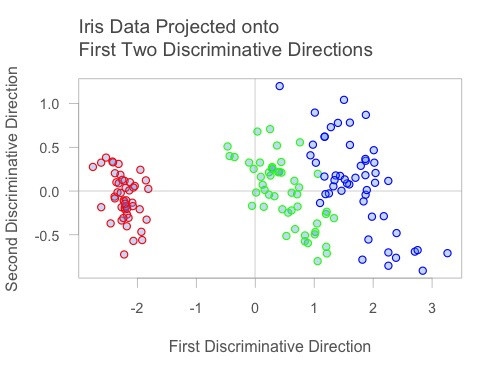 Iris Data Projected onto
First Two Discriminative Directions
Second Discriminative Direction
1.0
0.5
0.0
-0.5
-2 -1 0 1 2 3
First Discriminative Direction